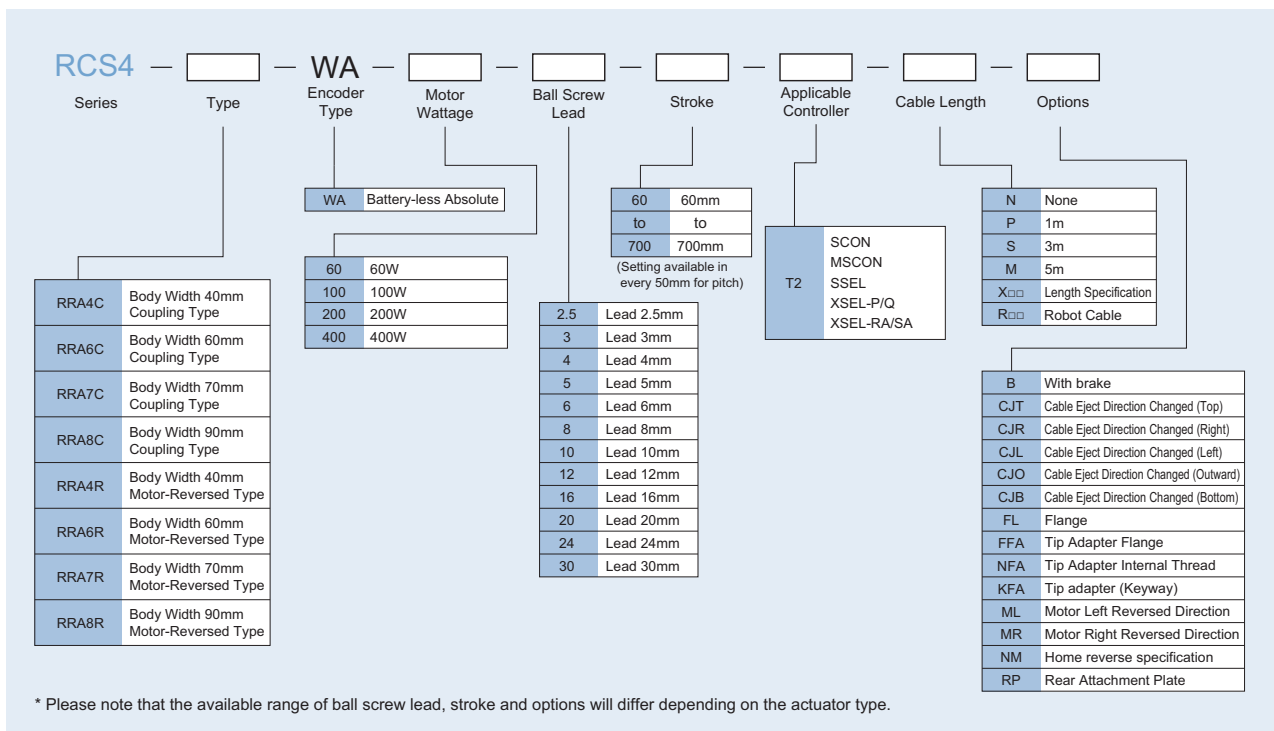 RCS4 — — WA — — — — — —
Series
Type
Encoder
Type
Motor
Wattage
Ball Screw
Lead
Stroke
Applicable
Controller
Cable Length
Options
RRA4C Body Width 40mm
Coupling Type
RRA6C Body Width 60mm
Coupling Type
RRA7C Body Width 70mm
Coupling Type
RRA8C Body Width 90mm
Coupling Type
RRA4R Body Width 40mm
Motor-Reversed Type
RRA6R Body Width 60mm
Motor-Reversed Type
RRA7R Body Width 70mm
Motor-Reversed Type
RRA8R Body Width 90mm
Motor-Reversed Type
WA Battery-less Absolute
60 60W
100 100W
200 200W
400 400W
2.5 Lead 2.5mm
3 Lead 3mm
4 Lead 4mm
5 Lead 5mm
6 Lead 6mm
8 Lead 8mm
10 Lead 10mm
12 Lead 12mm
16 Lead 16mm
20 Lead 20mm
24 Lead 24mm
30 Lead 30mm
60 60mm
to to
700 700mm
(Setting available in
every 50mm for pitch)
T2
SCON
MSCON
SSEL
XSEL-P/Q
XSEL-RA/SA
N None
P 1m
S 3m
M 5m
X□□ Length Specification
R□□ Robot Cable
B With brake
CJT Cable Eject Direction Changed (Top)
CJR Cable Eject Direction Changed (Right)
CJL Cable Eject Direction Changed (Left)
CJO Cable Eject Direction Changed (Outward)
CJB Cable Eject Direction Changed (Bottom)
FL Flange
FFA Tip Adapter Flange
NFA Tip Adapter Internal Thread
KFA Tip adapter (Keyway)
ML Motor Left Reversed Direction
MR Motor Right Reversed Direction
NM Home reverse specification
RP Rear Attachment Plate
* Please note that the available range of ball screw lead, stroke and options will differ depending on the actuator type.